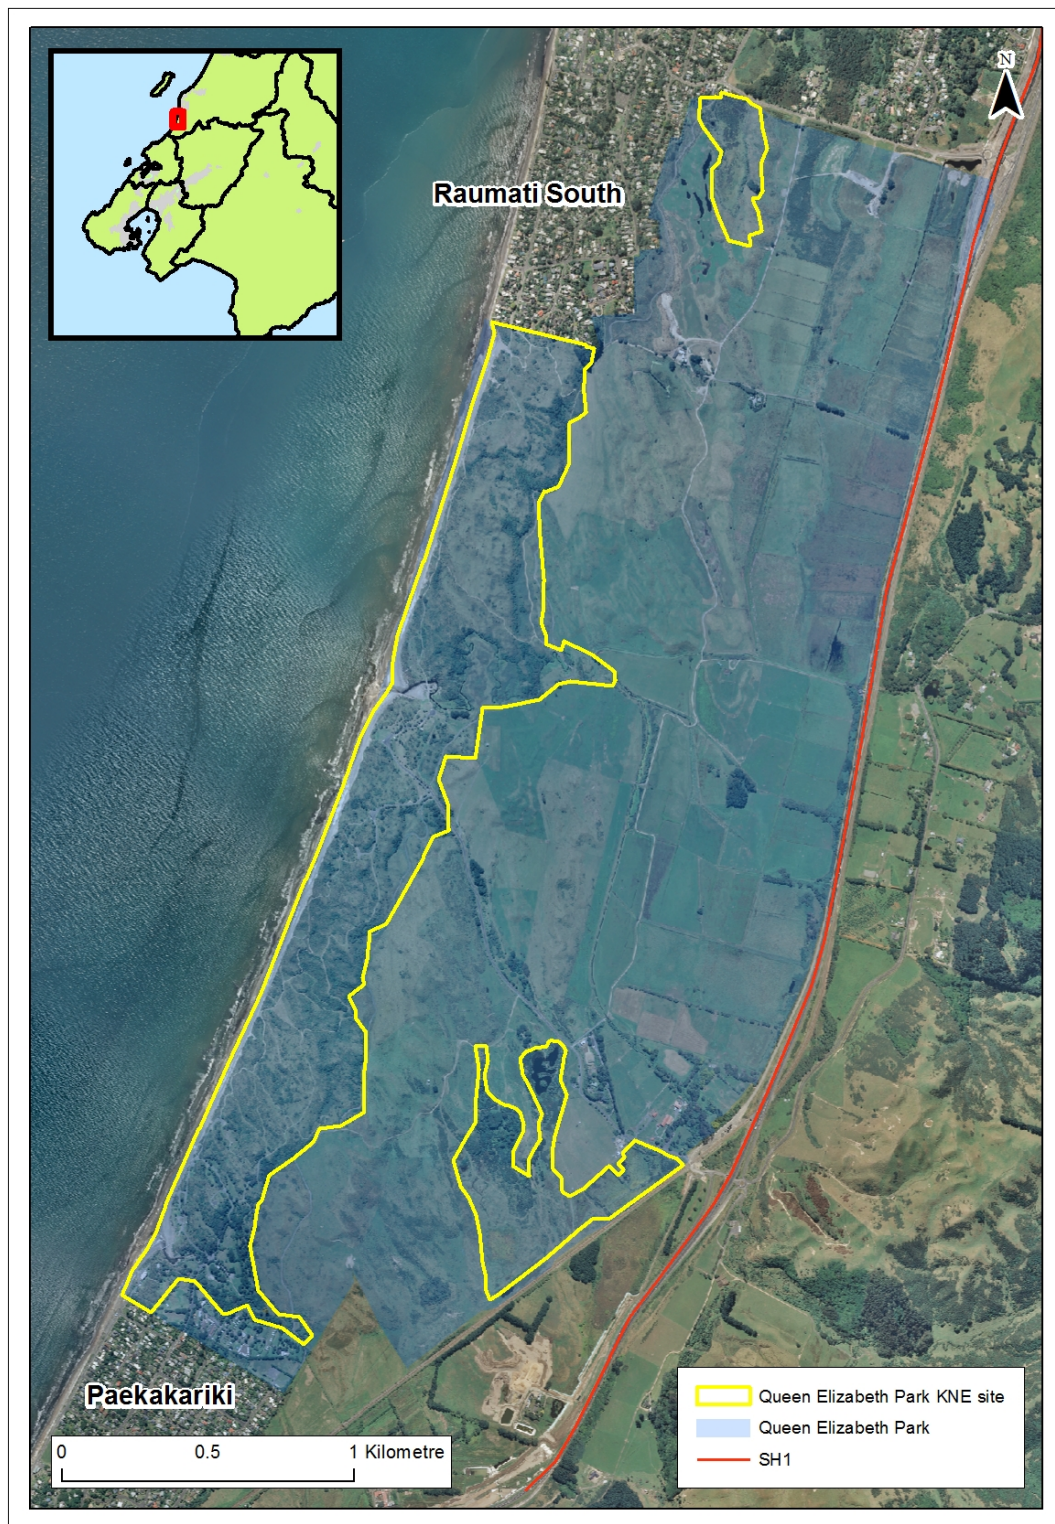 N
Raumati South
Paekakariki
0 0.5 1 Kilometre
Queen Elizabeth Park KNE site
Queen Elizabeth Park
SH1